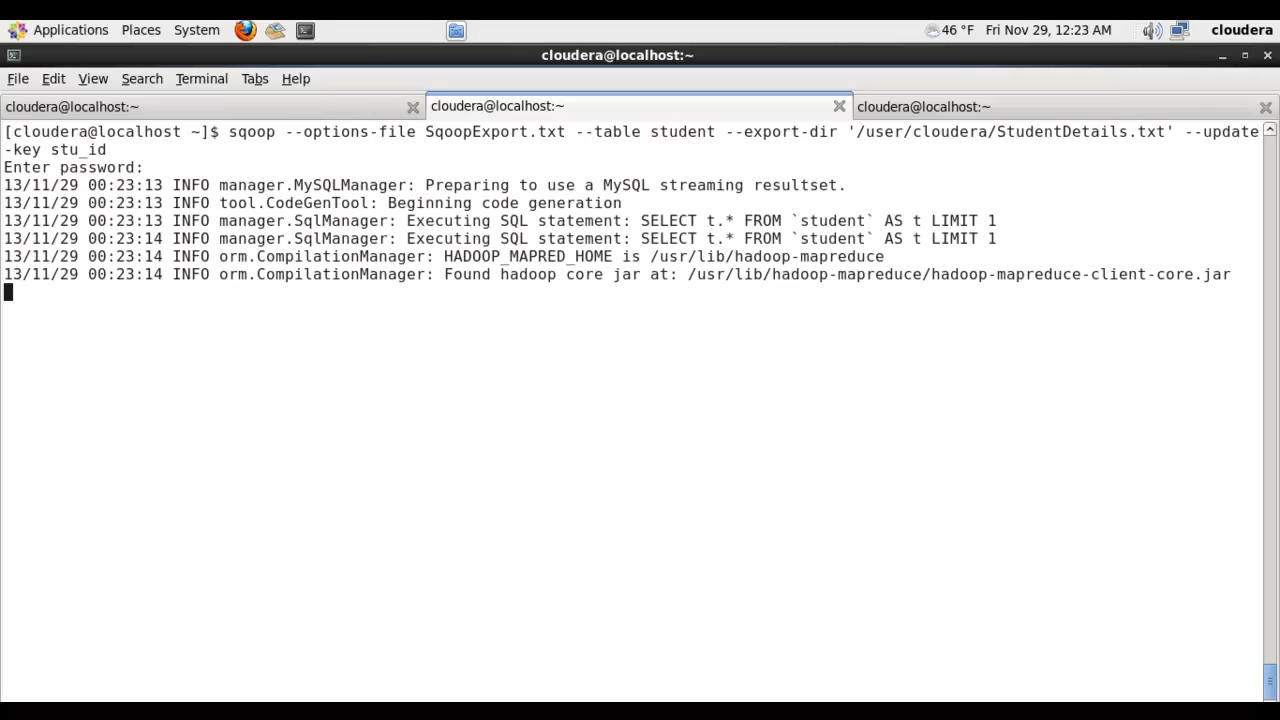 Applications Places System 46 °F Fri Nov 29, 12:23 AM cloudera
cloudera@localhost:~
File Edit View Search Terminal Tabs Help
cloudera@localhost:~ cloudera@localhost:~ cloudera@localhost:~
[cloudera@localhost ~]$ sqoop --options-file SqoopExport.txt --table student --export-dir '/user/cloudera/StudentDetails.txt' --update
-key stu_id
Enter password:
13/11/29 00:23:13 INFO manager.MySQLManager: Preparing to use a MySQL streaming resultset.
13/11/29 00:23:13 INFO tool.CodeGenTool: Beginning code generation
13/11/29 00:23:13 INFO manager.SqlManager: Executing SQL statement: SELECT t.* FROM `student` AS t LIMIT 1
13/11/29 00:23:14 INFO manager.SqlManager: Executing SQL statement: SELECT t.* FROM `student` AS t LIMIT 1
13/11/29 00:23:14 INFO orm.CompilationManager: HADOOP_MAPRED_HOME is /usr/lib/hadoop-mapreduce
13/11/29 00:23:14 INFO orm.CompilationManager: Found hadoop core jar at: /usr/lib/hadoop-mapreduce/hadoop-mapreduce-client-core.jar